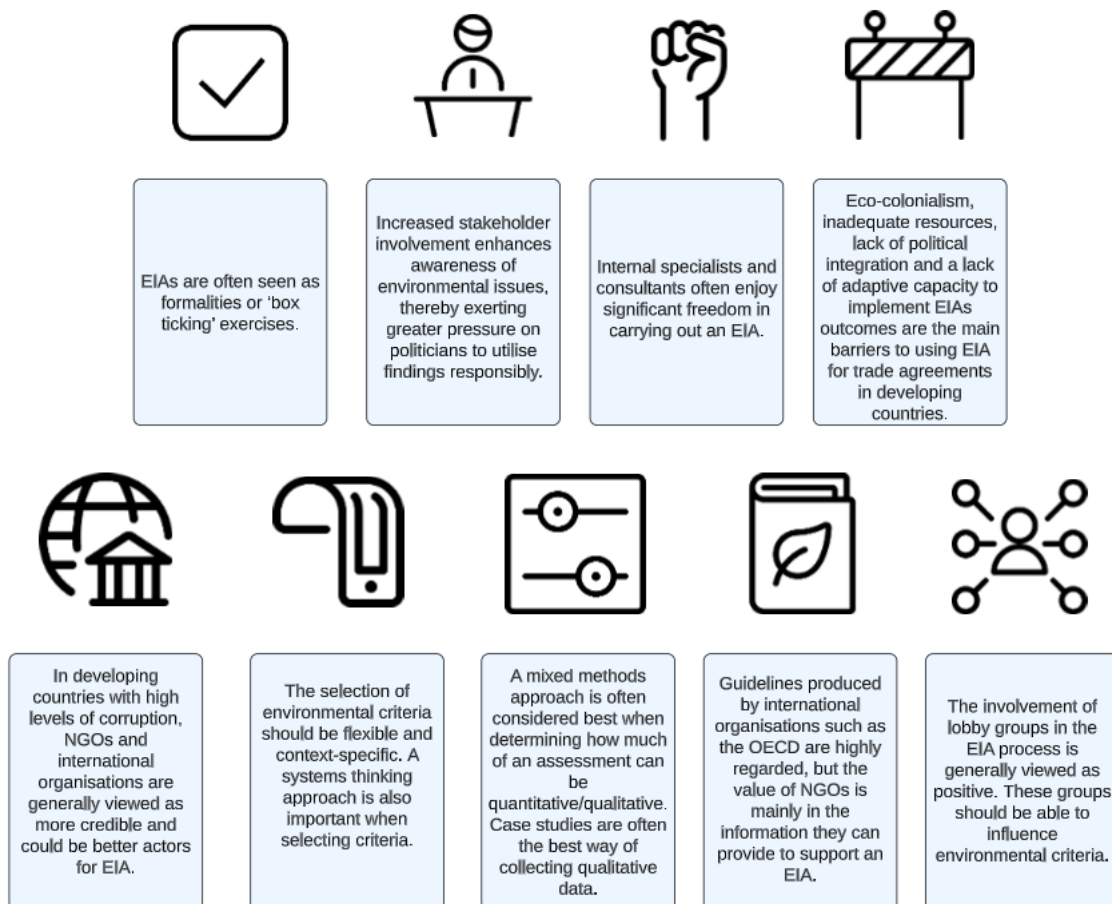 EIAs are often seen as
formalities or ‘box
ticking’ exercises.
Increased stakeholder
involvement enhances
awareness of
environmental issues,
thereby exerting
greater pressure on
politicians to utilise
findings responsibly.
Internal specialists and
consultants often enjoy
significant freedom in
carrying out an EIA.
Eco-colonialism,
inadequate resources,
lack of political
integration and a lack
of adaptive capacity to
implement EIAs
outcomes are the main
barriers to using EIA
for trade agreements
in developing
countries.
In developing
countries with high
levels of corruption,
NGOs and
international
organisations are
generally viewed as
more credible and
could be better actors
for EIA.
The selection of
environmental criteria
should be flexible and
context-specific. A
systems thinking
approach is also
important when
selecting criteria.
A mixed methods
approach is often
considered best when
determining how much
of an assessment can
be
quantitative/qualitative.
Case studies are often
the best way of
collecting qualitative
data.
Guidelines produced
by international
organisations such as
the OECD are highly
regarded, but the
value of NGOs is
mainly in the
information they can
provide to support an
EIA.
The involvement of
lobby groups in the
EIA process is
generally viewed as
positive. These groups
should be able to
influence
environmental criteria.